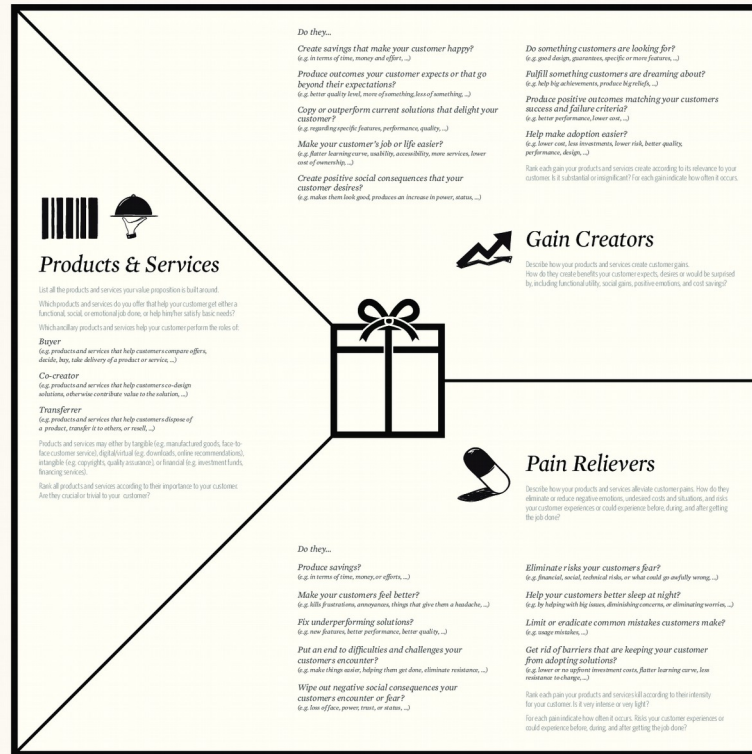 Do they...
Create savings that make your customer happy?
(e.g. in terms of time, money and effort, ...)
Produce outcomes your customer expects or that go
beyond their expectations?
(e.g. better quality level, more of something, less of something, ...)
Copy or outperform current solutions that delight your
customer?
(e.g. regarding specific features, performance, quality, ...)
Make your customer's job or life easier?
(e.g. flatter learning curve, usability, accessibility, more services, lower
cost of ownership, ...)
Create positive social consequences that your
customer desires?
(e.g. makes them look good, produces an increase in power, status, ...)
Do something customers are looking for?
(e.g. good design, guarantees, specific or more features, ...)
Fulfill something customers are dreaming about?
(e.g. help big achievements, produce big reliefs, ...)
Produce positive outcomes matching your customers
success and failure criteria?
(e.g. better performance, lower cost, ...)
Help make adoption easier?
(e.g. lower cost, less investments, lower risk, better quality,
performance, design, ...)
Rank each gain your products and services create according to its relevance to your
customer. Is it substantial or insignificant? For each gain indicate how often it occurs.
Gain Creators
Describe how your products and services create customer gains.
How do they create benefits your customer expects, desires or would be surprised
by, including functional utility, social gains, positive emotions, and cost savings?
Products & Services
List all the products and services your value proposition is built around.
Which products and services do you offer that help your customer get either a
functional, social, or emotional job done, or help him/her satisfy basic needs?
Which ancillary products and services help your customer perform the roles of:
Buyer
(e.g. products and services that help customers compare offers,
decide, buy, take delivery of a product or service, ...)
Co-creator
(e.g. products and services that help customers co-design
solutions, otherwise contribute value to the solution, ...)
Transferrer
(e.g. products and services that help customers dispose of
a product, transfer it to others, or resell, ...)
Products and services may either by tangible (e.g. manufactured goods, face-to-
face customer service), digital/virtual (e.g. downloads, online recommendations),
intangible (e.g. copyrights, quality assurance), or financial (e.g. investment funds,
financing services).
Rank all products and services according to their importance to your customer.
Are they crucial or trivial to your customer?
Pain Relievers
Describe how your products and services alleviate customer pains. How do they
eliminate or reduce negative emotions, undesired costs and situations, and risks
your customer experiences or could experience before, during, and after getting
the job done?
Do they...
Produce savings?
(e.g. in terms of time, money, or efforts, ...)
Make your customers feel better?
(e.g. kills frustrations, annoyances, things that give them a headache, ...)
Fix underperforming solutions?
(e.g. new features, better performance, better quality, ...)
Put an end to difficulties and challenges your
customers encounter?
(e.g. make things easier, helping them get done, eliminate resistance, ...)
Wipe out negative social consequences your
customers encounter or fear?
(e.g. loss of face, power, trust, or status, ...)
Eliminate risks your customers fear?
(e.g. financial, social, technical risks, or what could go awfully wrong, ...)
Help your customers better sleep at night?
(e.g. by helping with big issues, diminishing concerns, or eliminating worries, ...)
Limit or eradicate common mistakes customers make?
(e.g. usage mistakes, ...)
Get rid of barriers that are keeping your customer
from adopting solutions?
(e.g. lower or no upfront investment costs, flatter learning curve, less
resistance to change, ...)
Rank each pain your products and services kill according to their intensity
for your customer. Is it very intense or very light?
For each pain indicate how often it occurs. Risks your customer experiences or
could experience before, during, and after getting the job done?